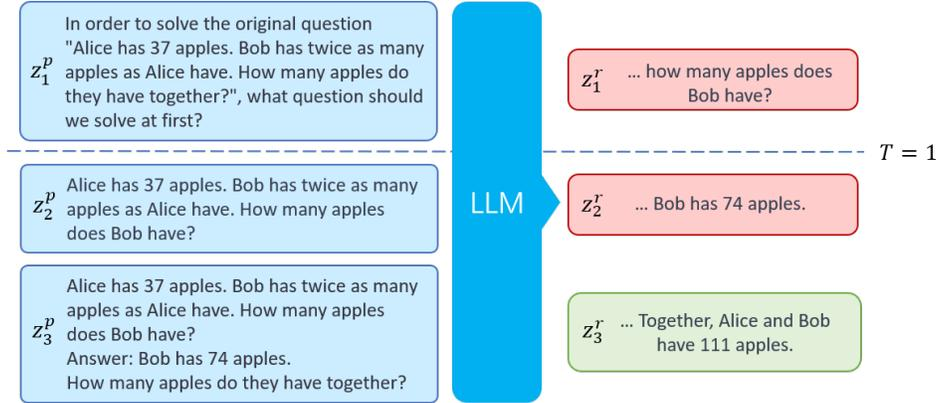 In order to solve the original question
"Alice has 37 apples. Bob has twice as many
apples as Alice have. How many apples do
they have together?", what question should
we solve at first?
z₁ᵖ
... how many apples does
Bob have?
z₁ʳ
T = 1
Alice has 37 apples. Bob has twice as many
apples as Alice have. How many apples
does Bob have?
z₂ᵖ
LLM
z₂ʳ ... Bob has 74 apples.
Alice has 37 apples. Bob has twice as many
apples as Alice have. How many apples
does Bob have?
Answer: Bob has 74 apples.
How many apples do they have together?
z₃ᵖ
... Together, Alice and Bob
have 111 apples.
z₃ʳ